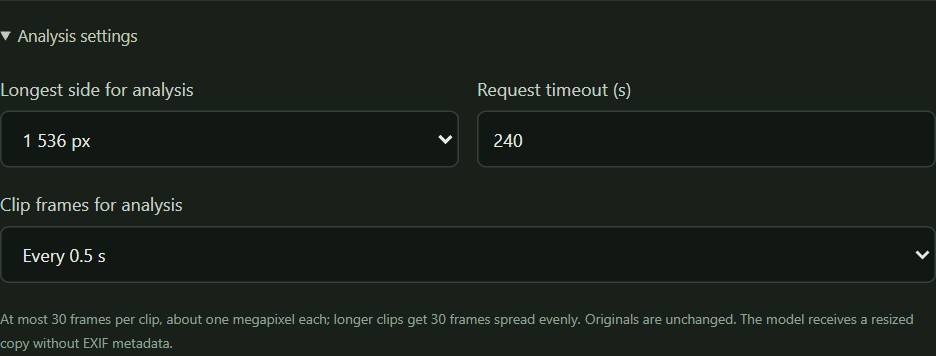 Analysis settings
Longest side for analysis
Request timeout (s)
1 536 px
240
Clip frames for analysis
Every 0.5 s
At most 30 frames per clip, about one megapixel each; longer clips get 30 frames spread evenly. Originals are unchanged. The model receives a resized
copy without EXIF metadata.